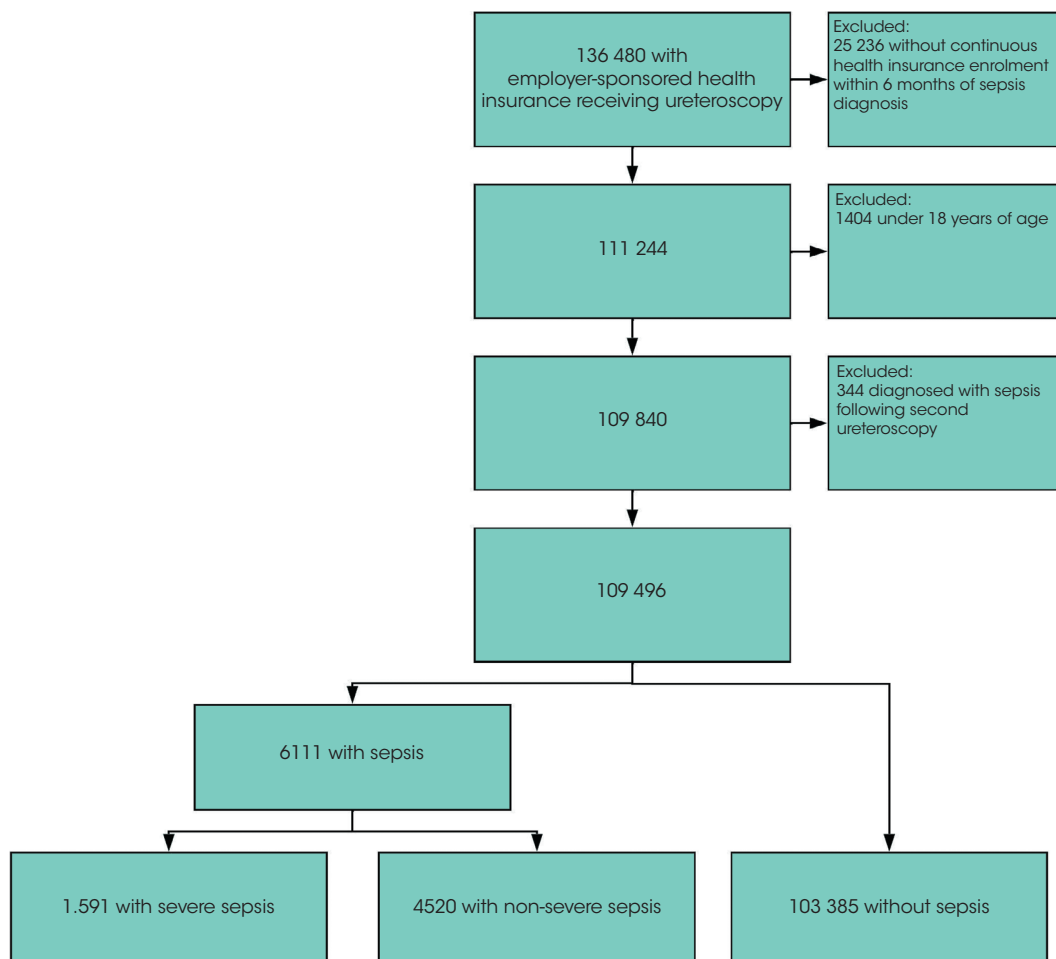 136 480 with
employer-sponsored health
insurance receiving ureteroscopy
Excluded:
25 236 without continuous
health insurance enrolment
within 6 months of sepsis
diagnosis
111 244
Excluded:
1404 under 18 years of age
109 840
Excluded:
344 diagnosed with sepsis
following second
ureteroscopy
109 496
6111 with sepsis
1.591 with severe sepsis
4520 with non-severe sepsis
103 385 without sepsis